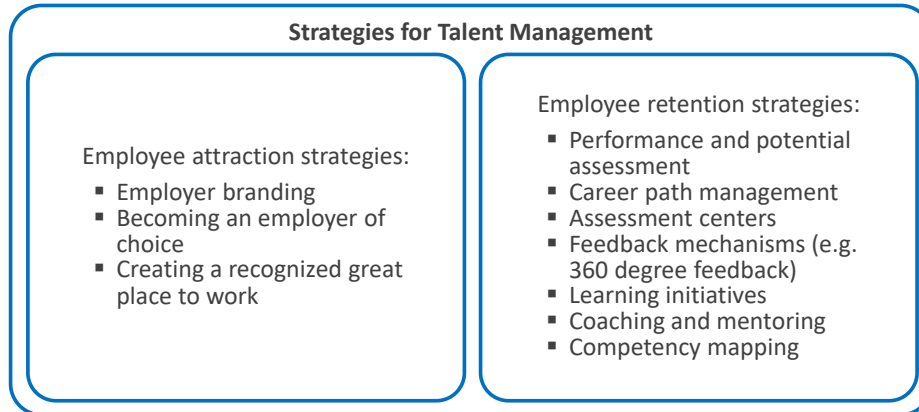 Strategies for Talent Management
Employee attraction strategies:
▪ Employer branding
▪ Becoming an employer of
choice
▪ Creating a recognized great
place to work
Employee retention strategies:
▪ Performance and potential
assessment
▪ Career path management
▪ Assessment centers
▪ Feedback mechanisms (e.g.
360 degree feedback)
▪ Learning initiatives
▪ Coaching and mentoring
▪ Competency mapping